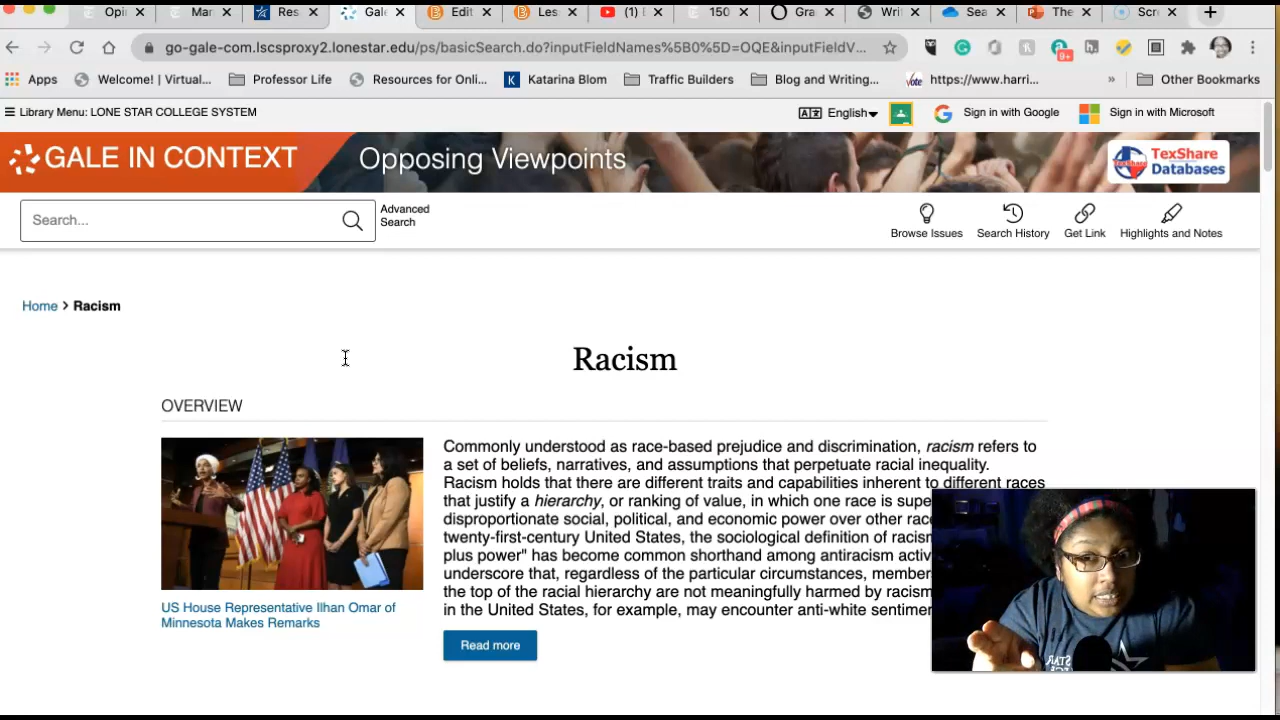 Opi
Mar
Res
Gale
Edit
Les
(1)
150
Gra
Writ
Sea
The
Scre
go-gale-com.lscsproxy2.lonestar.edu/ps/basicSearch.do?inputFieldNames%5B0%5D=OQE&inputFieldV...
9+
Apps
Welcome! | Virtual...
Professor Life
Resources for Onli...
K Katarina Blom
Traffic Builders
Blog and Writing...
vote https://www.harri...
»
Other Bookmarks
Library Menu: LONE STAR COLLEGE SYSTEM
English
Sign in with Google
Sign in with Microsoft
GALE IN CONTEXT
Opposing Viewpoints
TexShare
Databases
Search...
Advanced
Search
Browse Issues
Search History
Get Link
Highlights and Notes
Home > Racism
Racism
OVERVIEW
Commonly understood as race-based prejudice and discrimination, racism refers to
a set of beliefs, narratives, and assumptions that perpetuate racial inequality.
Racism holds that there are different traits and capabilities inherent to different races
that justify a hierarchy, or ranking of value, in which one race is supe
disproportionate social, political, and economic power over other rac
twenty-first-century United States, the sociological definition of racism
plus power" has become common shorthand among antiracism activ
underscore that, regardless of the particular circumstances, member
the top of the racial hierarchy are not meaningfully harmed by racism
in the United States, for example, may encounter anti-white sentimer
US House Representative Ilhan Omar of
Minnesota Makes Remarks
Read more